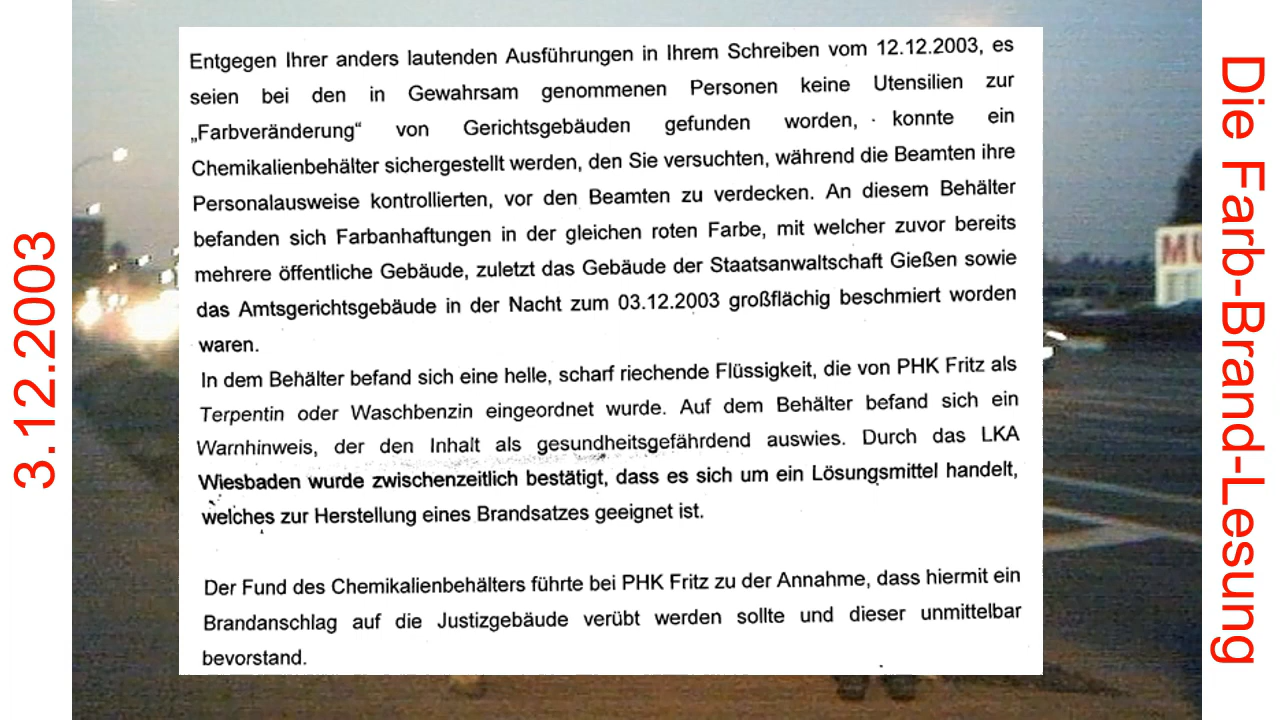 3.12.2003
Entgegen Ihrer anders lautenden Ausführungen in Ihrem Schreiben vom 12.12.2003, es
seien bei den in Gewahrsam genommenen Personen keine Utensilien zur
„Farbveränderung“ von Gerichtsgebäuden gefunden worden, konnte ein
Chemikalienbehälter sichergestellt werden, den Sie versuchten, während die Beamten ihre
Personalausweise kontrollierten, vor den Beamten zu verdecken. An diesem Behälter
befanden sich Farbanhaftungen in der gleichen roten Farbe, mit welcher zuvor bereits
mehrere öffentliche Gebäude, zuletzt das Gebäude der Staatsanwaltschaft Gießen sowie
das Amtsgerichtsgebäude in der Nacht zum 03.12.2003 großflächig beschmiert worden
waren.
In dem Behälter befand sich eine helle, scharf riechende Flüssigkeit, die von PHK Fritz als
Terpentin oder Waschbenzin eingeordnet wurde. Auf dem Behälter befand sich ein
Warnhinweis, der den Inhalt als gesundheitsgefährdend auswies. Durch das LKA
Wiesbaden wurde zwischenzeitlich bestätigt, dass es sich um ein Lösungsmittel handelt,
welches zur Herstellung eines Brandsatzes geeignet ist.
Der Fund des Chemikalienbehälters führte bei PHK Fritz zu der Annahme, dass hiermit ein
Brandanschlag auf die Justizgebäude verübt werden sollte und dieser unmittelbar
bevorstand.
Die Farb-Brand-Lesung